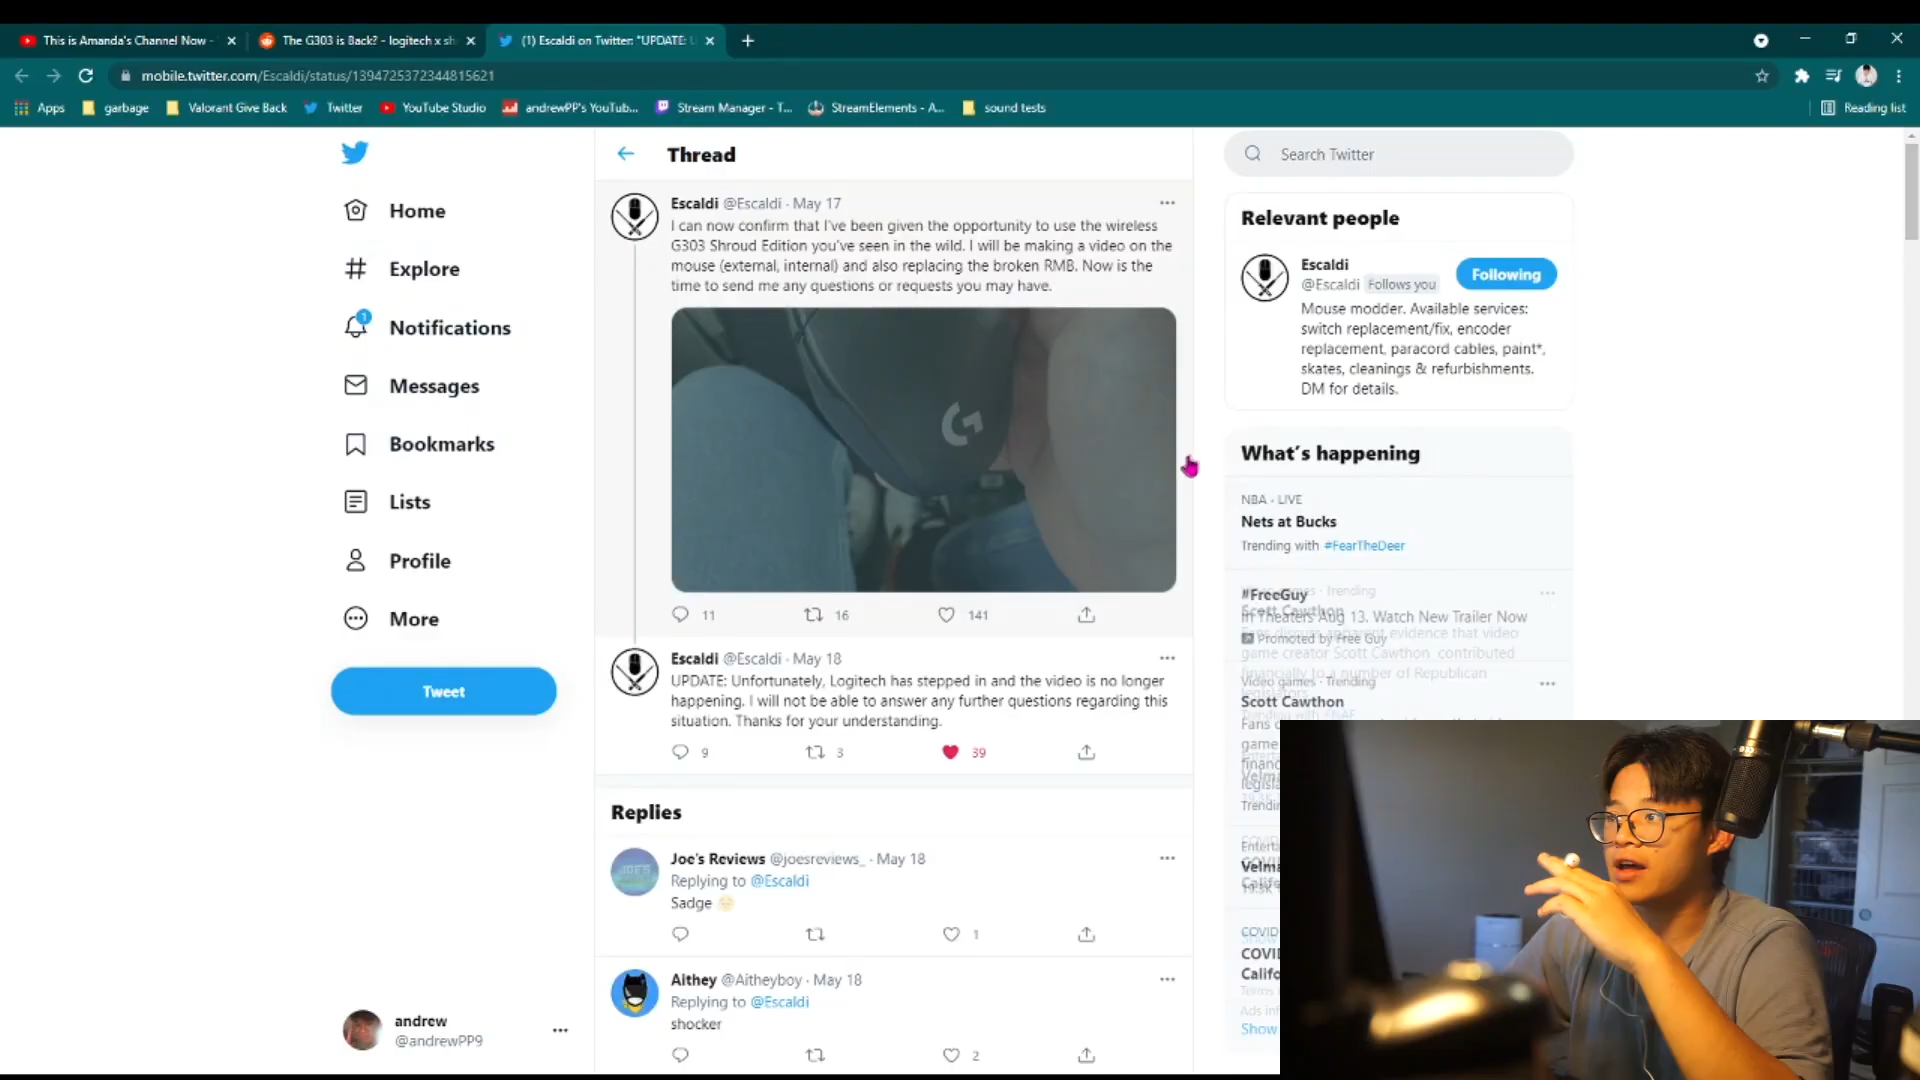 This is Amanda's Channel Now -
The G303 is Back? - logitech x sh
(1) Escaldi on Twitter: "UPDATE: U
mobile.twitter.com/Escaldi/status/1394725372344815621
Apps
garbage
Valorant Give Back
Twitter
YouTube Studio
andrewPP's YouTub...
Stream Manager - T...
StreamElements - A...
sound tests
Reading list
Home
Explore
1
Notifications
Messages
Bookmarks
Lists
Profile
More
Tweet
andrew
@andrewPP9
Thread
Escaldi @Escaldi · May 17
I can now confirm that I've been given the opportunity to use the wireless
G303 Shroud Edition you've seen in the wild. I will be making a video on the
mouse (external, internal) and also replacing the broken RMB. Now is the
time to send me any questions or requests you may have.
G
11 16 141
Escaldi @Escaldi · May 18
UPDATE: Unfortunately, Logitech has stepped in and the video is no longer
happening. I will not be able to answer any further questions regarding this
situation. Thanks for your understanding.
9 3 39
Replies
Joe's Reviews @joesreviews_ · May 18
Replying to @Escaldi
Sadge
1
Aithey @Aitheyboy · May 18
Replying to @Escaldi
shocker
2
Search Twitter
Relevant people
Escaldi
@Escaldi Follows you
Following
Mouse modder. Available services:
switch replacement/fix, encoder
replacement, paracord cables, paint*,
skates, cleanings & refurbishments.
DM for details.
What's happening
NBA · LIVE
Nets at Bucks
Trending with #FearTheDeer
#FreeGuy
In Theaters Aug 13. Watch New Trailer Now
Promoted by Free Guy
Video games · Trending
Scott Cawthon